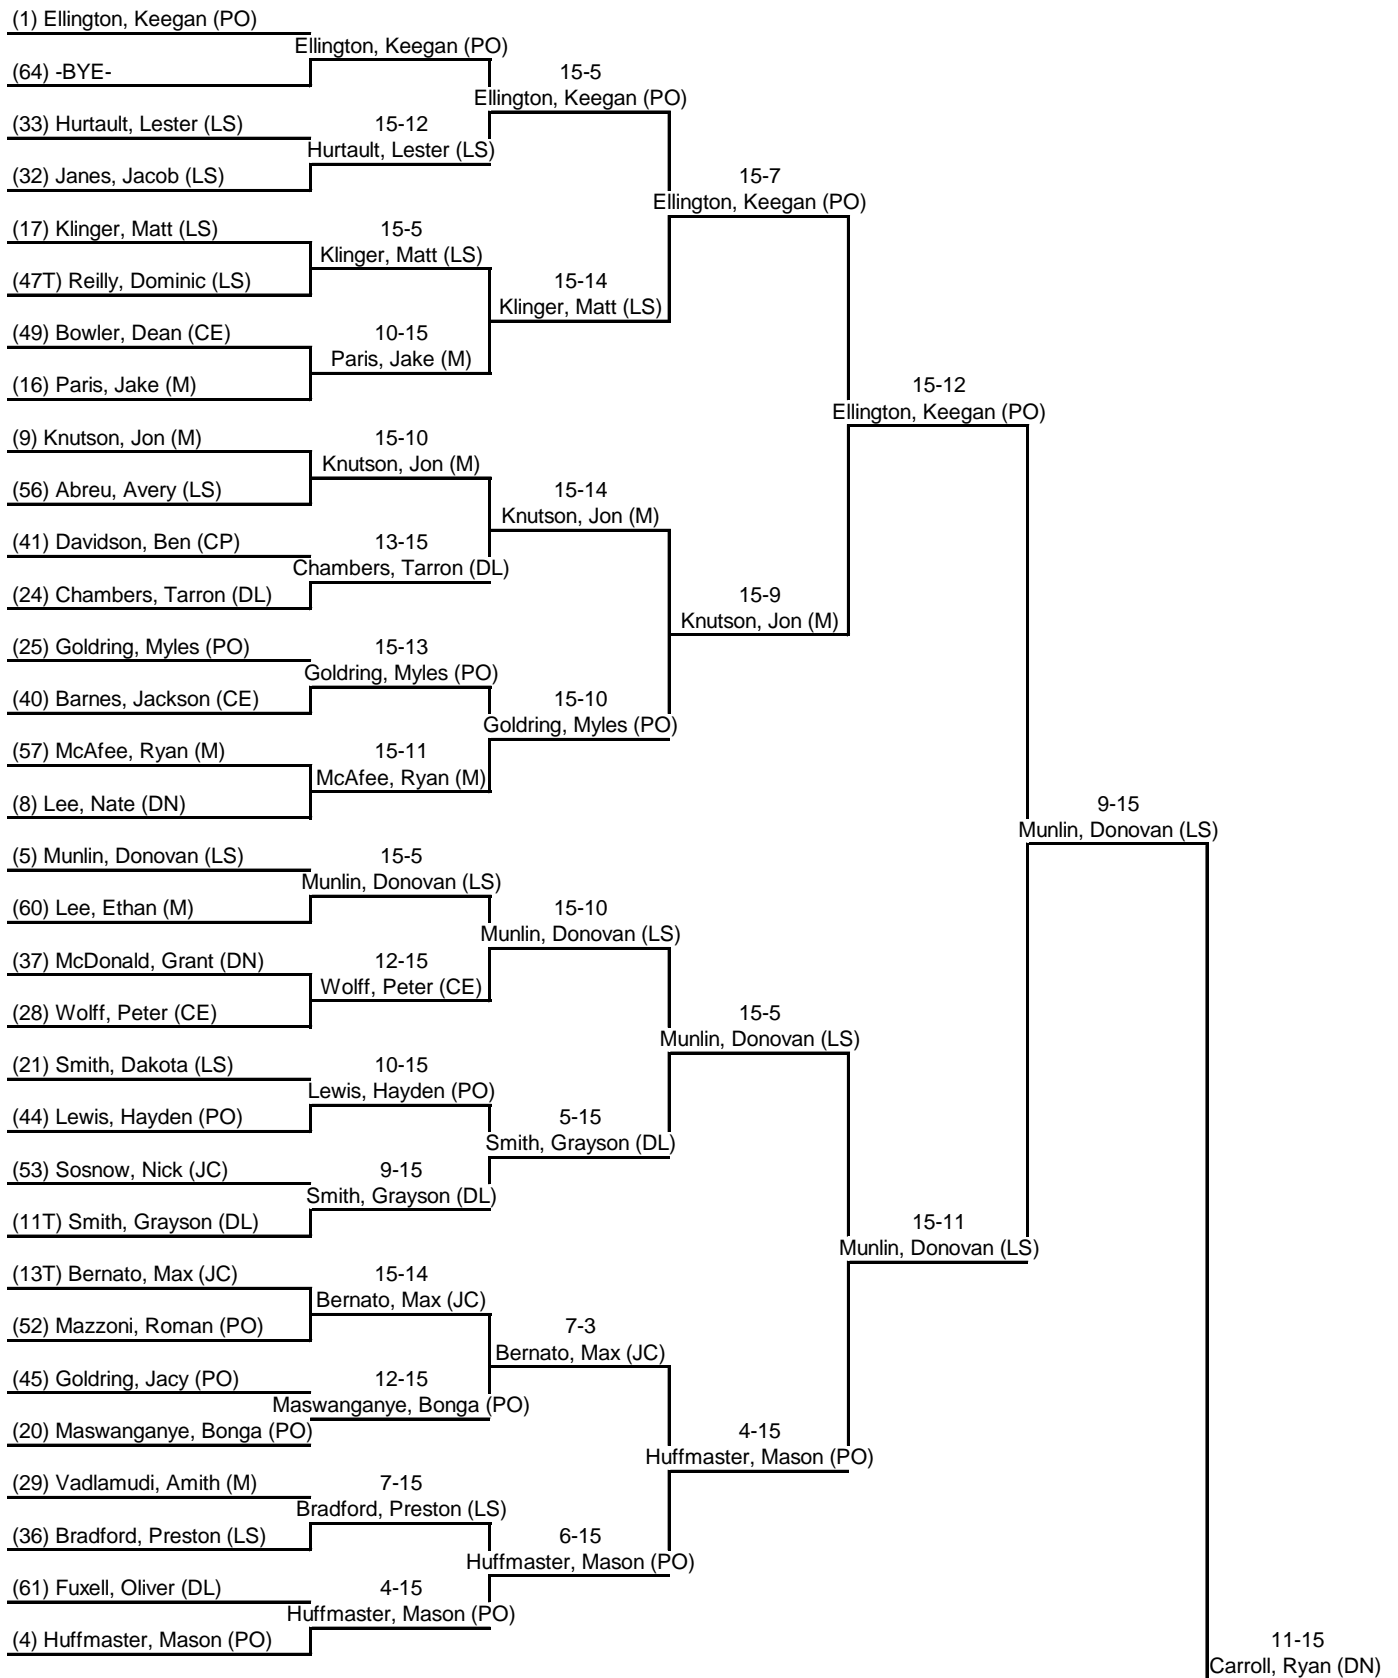 (1) Ellington, Keegan (PO)
Ellington, Keegan (PO)
(64) -BYE-
15-5
Ellington, Keegan (PO)
(33) Hurtault, Lester (LS)
15-12
Hurtault, Lester (LS)
(32) Janes, Jacob (LS)
15-7
Ellington, Keegan (PO)
(17) Klinger, Matt (LS)
15-5
Klinger, Matt (LS)
(47T) Reilly, Dominic (LS)
15-14
Klinger, Matt (LS)
(49) Bowler, Dean (CE)
10-15
Paris, Jake (M)
(16) Paris, Jake (M)
15-12
Ellington, Keegan (PO)
(9) Knutson, Jon (M)
15-10
Knutson, Jon (M)
(56) Abreu, Avery (LS)
15-14
Knutson, Jon (M)
(41) Davidson, Ben (CP)
13-15
Chambers, Tarron (DL)
(24) Chambers, Tarron (DL)
15-9
Knutson, Jon (M)
(25) Goldring, Myles (PO)
15-13
Goldring, Myles (PO)
(40) Barnes, Jackson (CE)
15-10
Goldring, Myles (PO)
(57) McAfee, Ryan (M)
15-11
McAfee, Ryan (M)
(8) Lee, Nate (DN)
9-15
Munlin, Donovan (LS)
(5) Munlin, Donovan (LS)
15-5
Munlin, Donovan (LS)
(60) Lee, Ethan (M)
15-10
Munlin, Donovan (LS)
(37) McDonald, Grant (DN)
12-15
Wolff, Peter (CE)
(28) Wolff, Peter (CE)
15-5
Munlin, Donovan (LS)
(21) Smith, Dakota (LS)
10-15
Lewis, Hayden (PO)
(44) Lewis, Hayden (PO)
5-15
Smith, Grayson (DL)
(53) Sosnow, Nick (JC)
9-15
Smith, Grayson (DL)
(11T) Smith, Grayson (DL)
15-11
Munlin, Donovan (LS)
(13T) Bernato, Max (JC)
15-14
Bernato, Max (JC)
(52) Mazzoni, Roman (PO)
7-3
Bernato, Max (JC)
(45) Goldring, Jacy (PO)
12-15
Maswanganye, Bonga (PO)
(20) Maswanganye, Bonga (PO)
4-15
Huffmaster, Mason (PO)
(29) Vadlamudi, Amith (M)
7-15
Bradford, Preston (LS)
(36) Bradford, Preston (LS)
6-15
Huffmaster, Mason (PO)
(61) Fuxell, Oliver (DL)
4-15
Huffmaster, Mason (PO)
(4) Huffmaster, Mason (PO)
11-15
Carroll, Ryan (DN)